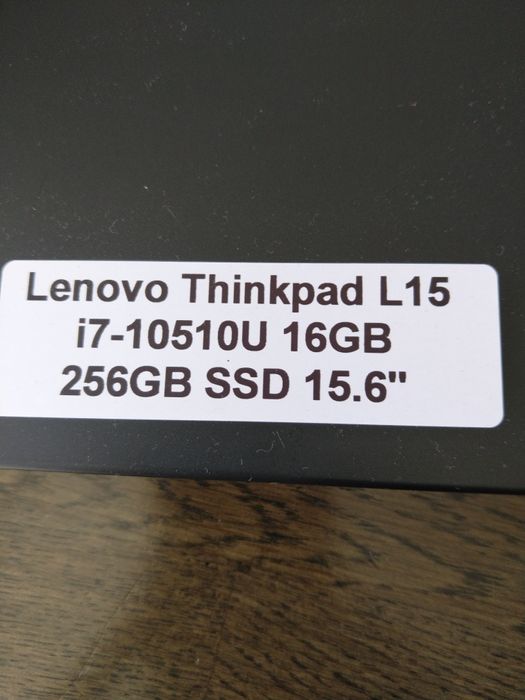 Lenovo Thinkpad L15
i7-10510U 16GB
256GB SSD 15.6"